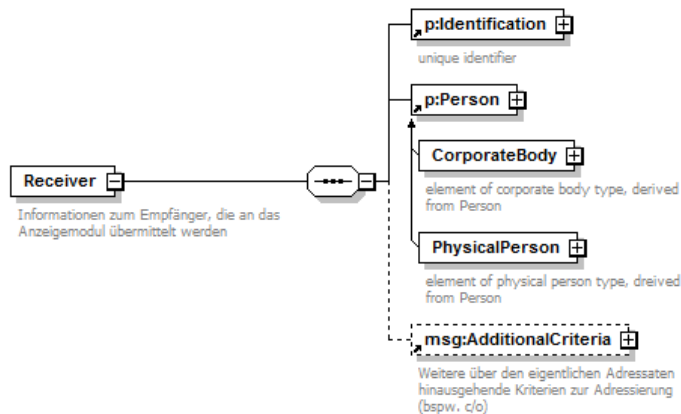 p:Identification
unique identifier
p:Person
CorporateBody
element of corporate body type, derived
from Person
Receiver
Informationen zum Empfänger, die an das
Anzeigemodul übermittelt werden
PhysicalPerson
element of physical person type, dreived
from Person
msg:AdditionalCriteria
Weitere über den eigentlichen Adressaten
hinausgehende Kriterien zur Adressierung
(bspw. c/o)